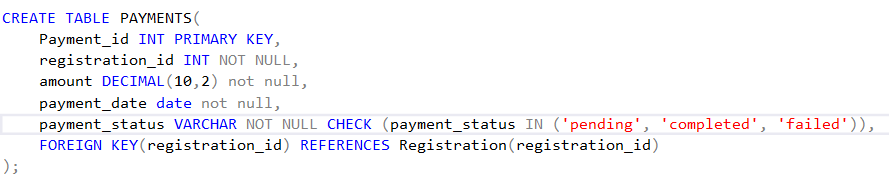 CREATE TABLE PAYMENTS(
    Payment_id INT PRIMARY KEY,
    registration_id INT NOT NULL,
    amount DECIMAL(10,2) not null,
    payment_date date not null,
    payment_status VARCHAR NOT NULL CHECK (payment_status IN ('pending', 'completed', 'failed')),
    FOREIGN KEY(registration_id) REFERENCES Registration(registration_id)
);